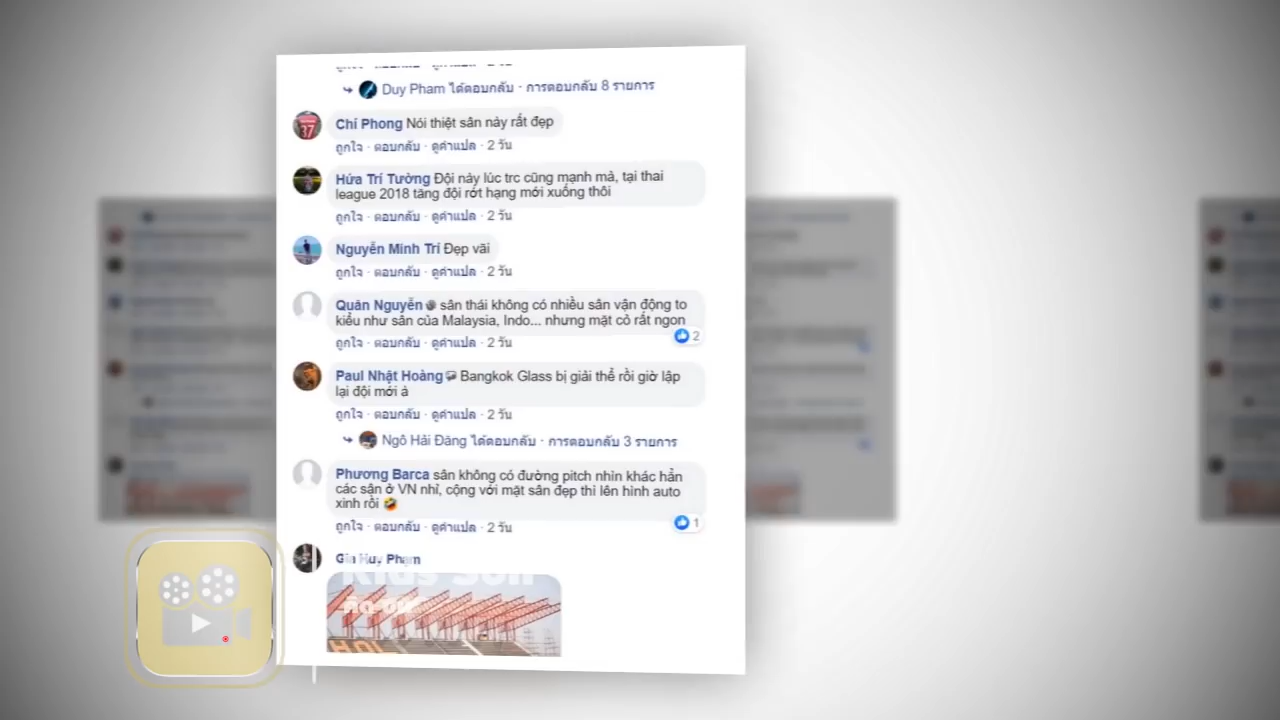 Duy Pham ได้ตอบกลับ · การตอบกลับ 8 รายการ
Chí Phong Nói thiệt sân này rất đẹp
ถูกใจ · ตอบกลับ · ดูคำแปล · 2 วัน
Hứa Trí Tường Đội này lúc trc cũng mạnh mà, tại thai
league 2018 tăng đội rớt hạng mới xuống thôi
ถูกใจ · ตอบกลับ · ดูคำแปล · 2 วัน
Nguyễn Minh Trí Đẹp vãi
ถูกใจ · ตอบกลับ · ดูคำแปล · 2 วัน
Quân Nguyễn sân thái không có nhiều sân vận động to
kiểu như sân của Malaysia, Indo... nhưng mặt cỏ rất ngon
2
ถูกใจ · ตอบกลับ · ดูคำแปล · 2 วัน
Paul Nhật Hoàng Bangkok Glass bị giải thể rồi giờ lập
lại đội mới à
ถูกใจ · ตอบกลับ · ดูคำแปล · 2 วัน
Ngô Hải Đăng ได้ตอบกลับ · การตอบกลับ 3 รายการ
Phương Barca sân không có đường pitch nhìn khác hẳn
các sân ở VN nhỉ, cộng với mặt sân đẹp thì lên hình auto
xinh rồi 🤣
1
ถูกใจ · ตอบกลับ · ดูคำแปล · 2 วัน
Gia Huy Phạm
37